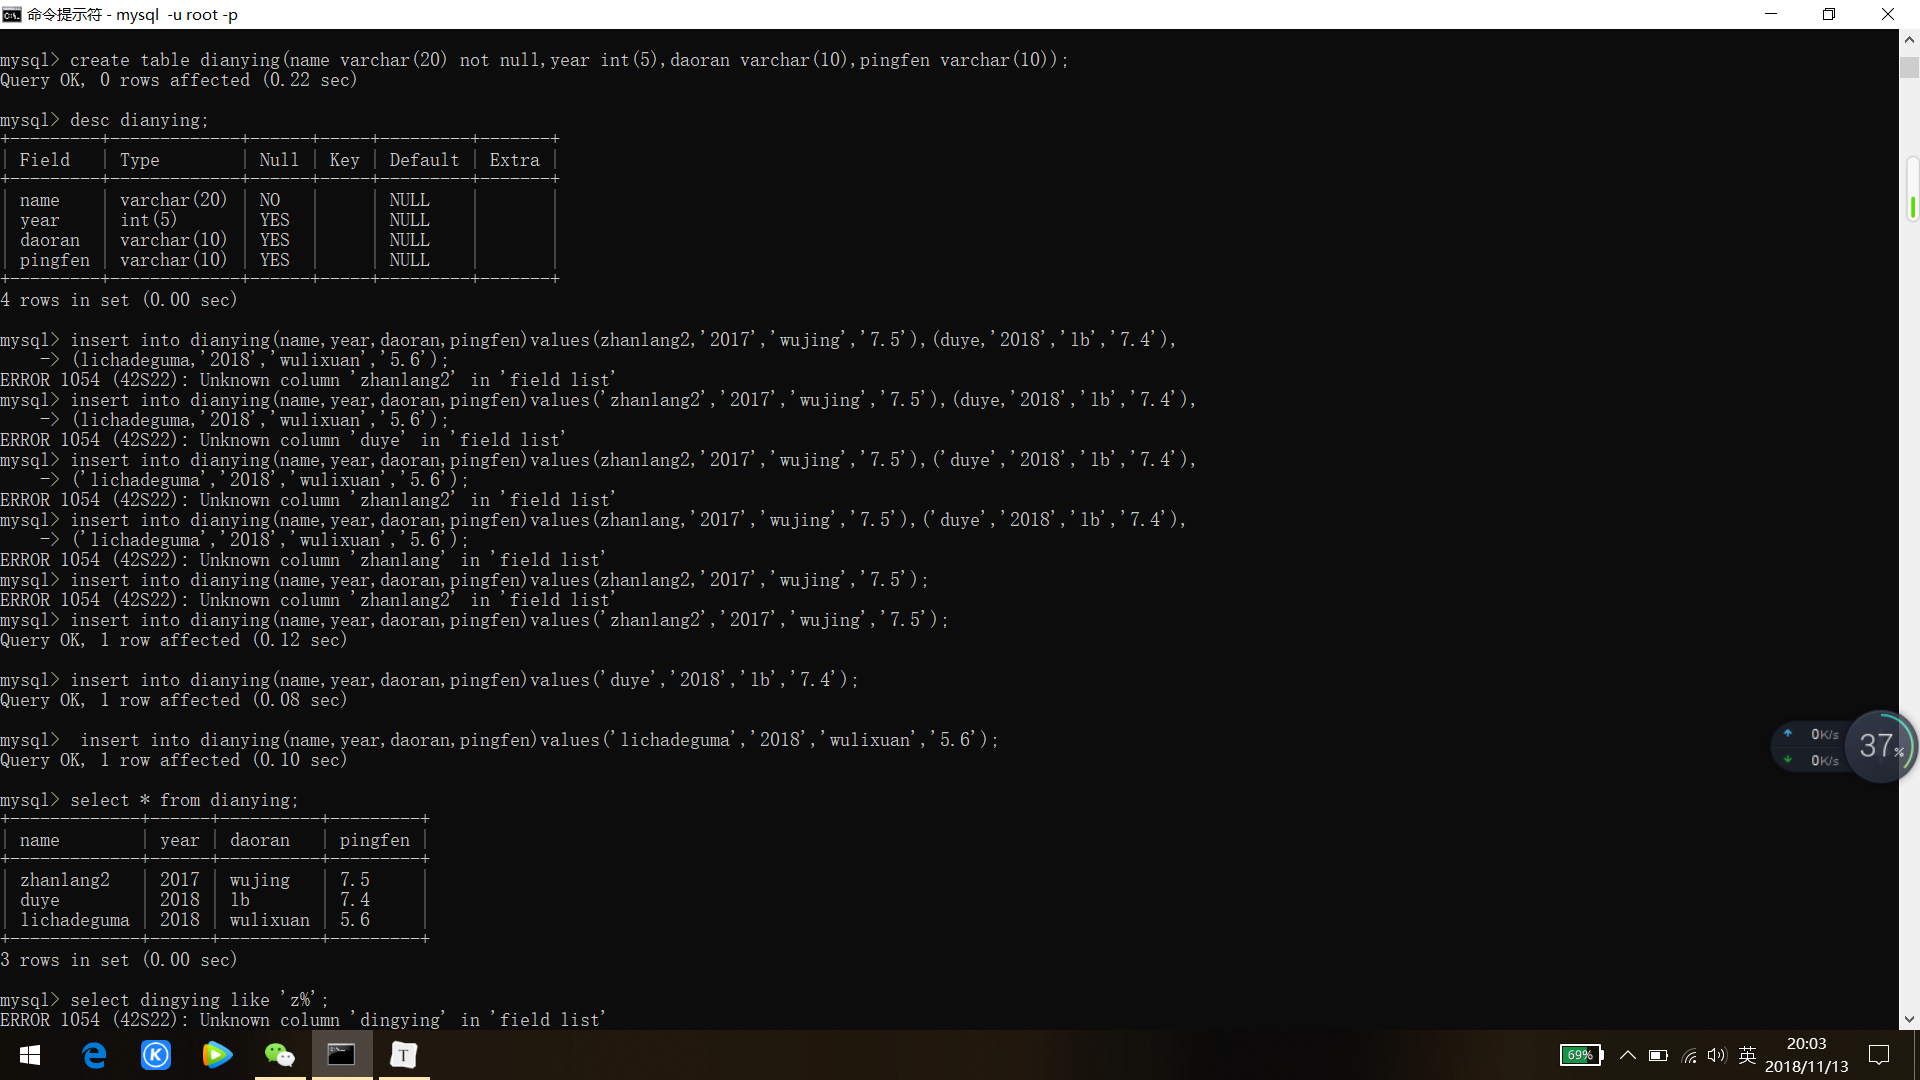 命令提示符 - mysql  -u root -p
mysql> create table dianying(name varchar(20) not null,year int(5),daoran varchar(10),pingfen varchar(10));
Query OK, 0 rows affected (0.22 sec)
mysql> desc dianying;
+---------+-------------+------+-----+---------+-------+
| Field   | Type        | Null | Key | Default | Extra |
+---------+-------------+------+-----+---------+-------+
| name    | varchar(20) | NO   |     | NULL    |       |
| year    | int(5)      | YES  |     | NULL    |       |
| daoran  | varchar(10) | YES  |     | NULL    |       |
| pingfen | varchar(10) | YES  |     | NULL    |       |
+---------+-------------+------+-----+---------+-------+
4 rows in set (0.00 sec)
mysql> insert into dianying(name,year,daoran,pingfen)values(zhanlang2,'2017','wujing','7.5'),(duye,'2018','lb','7.4'),
    -> (lichadeguma,'2018','wulixuan','5.6');
ERROR 1054 (42S22): Unknown column 'zhanlang2' in 'field list'
mysql> insert into dianying(name,year,daoran,pingfen)values('zhanlang2','2017','wujing','7.5'),(duye,'2018','lb','7.4'),
    -> (lichadeguma,'2018','wulixuan','5.6');
ERROR 1054 (42S22): Unknown column 'duye' in 'field list'
mysql> insert into dianying(name,year,daoran,pingfen)values(zhanlang2,'2017','wujing','7.5'),('duye','2018','lb','7.4'),
    -> ('lichadeguma','2018','wulixuan','5.6');
ERROR 1054 (42S22): Unknown column 'zhanlang2' in 'field list'
mysql> insert into dianying(name,year,daoran,pingfen)values(zhanlang,'2017','wujing','7.5'),('duye','2018','lb','7.4'),
    -> ('lichadeguma','2018','wulixuan','5.6');
ERROR 1054 (42S22): Unknown column 'zhanlang' in 'field list'
mysql> insert into dianying(name,year,daoran,pingfen)values(zhanlang2,'2017','wujing','7.5');
ERROR 1054 (42S22): Unknown column 'zhanlang2' in 'field list'
mysql> insert into dianying(name,year,daoran,pingfen)values('zhanlang2','2017','wujing','7.5');
Query OK, 1 row affected (0.12 sec)
mysql> insert into dianying(name,year,daoran,pingfen)values('duye','2018','lb','7.4');
Query OK, 1 row affected (0.08 sec)
mysql>  insert into dianying(name,year,daoran,pingfen)values('lichadeguma','2018','wulixuan','5.6');
Query OK, 1 row affected (0.10 sec)
mysql> select * from dianying;
+-------------+------+----------+---------+
| name        | year | daoran   | pingfen |
+-------------+------+----------+---------+
| zhanlang2   | 2017 | wujing   | 7.5     |
| duye        | 2018 | lb       | 7.4     |
| lichadeguma | 2018 | wulixuan | 5.6     |
+-------------+------+----------+---------+
3 rows in set (0.00 sec)
mysql> select dingying like 'z%';
ERROR 1054 (42S22): Unknown column 'dingying' in 'field list'
0K/s
0K/s
37%
K
T
69%
英
20:03
2018/11/13